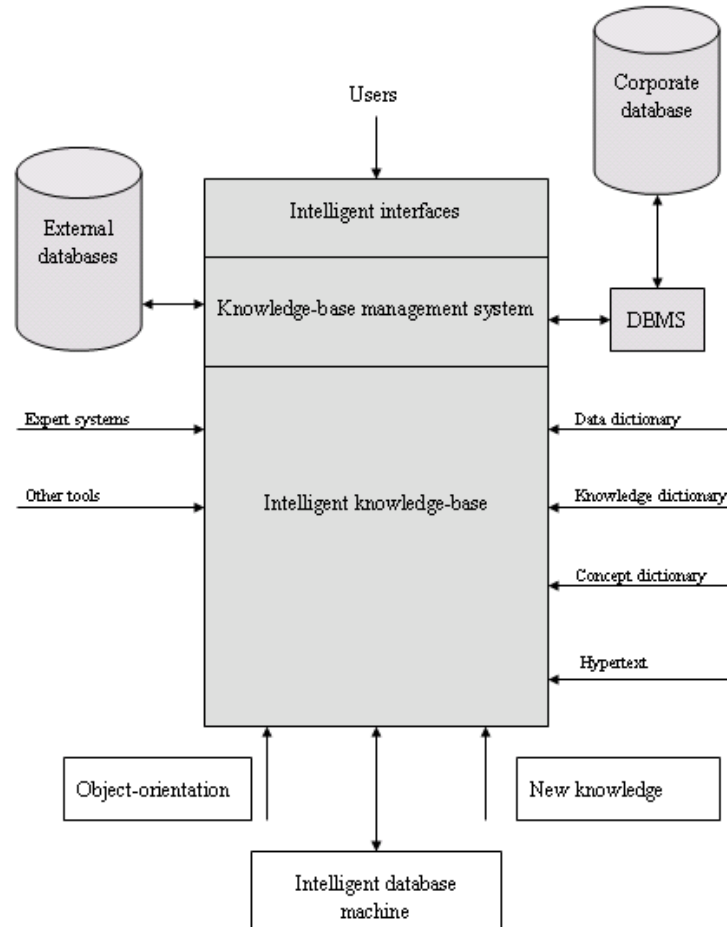 Corporate
database
Users
Intelligent interfaces
External
databases
Knowledge-base management system
DBMS
Expert systems
Data dictionary
Other tools
Intelligent knowledge-base
Knowledge dictionary
Concept dictionary
Hypertext
Object-orientation
New knowledge
Intelligent database
machine